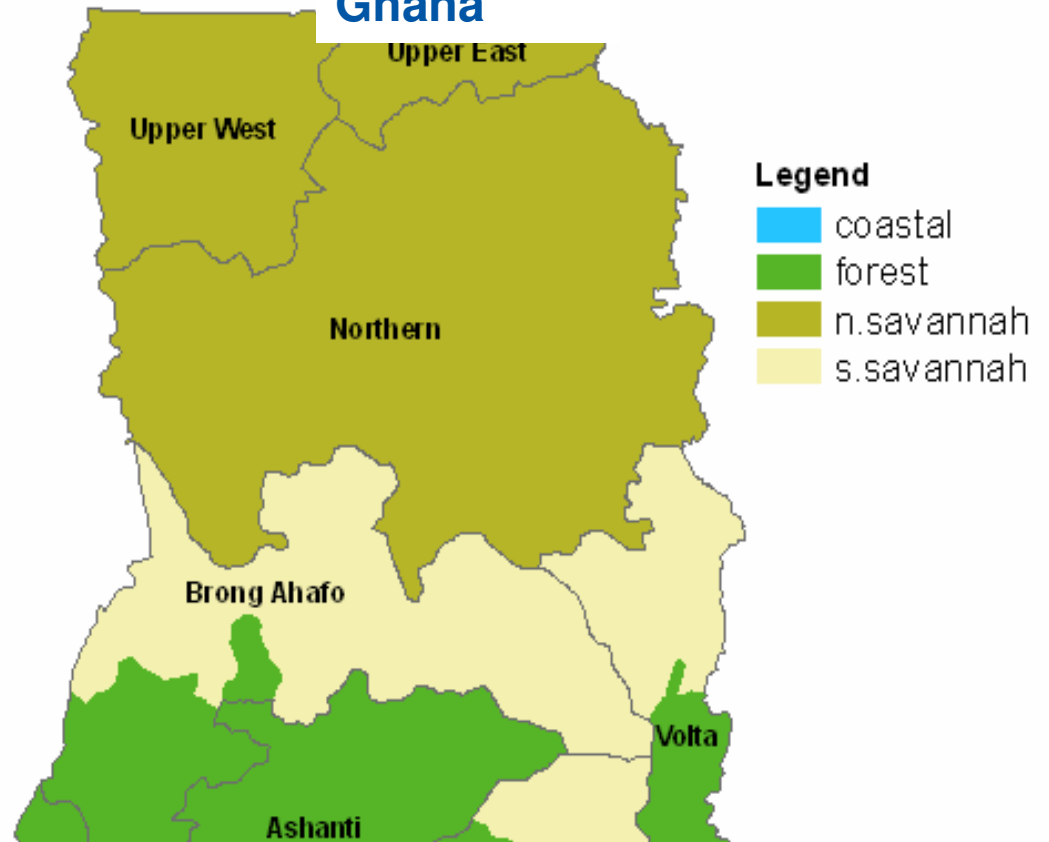 Ghana
Upper East
Upper West
Legend
coastal
forest
n.savannah
s.savannah
Northern
Brong Ahafo
Volta
Ashanti